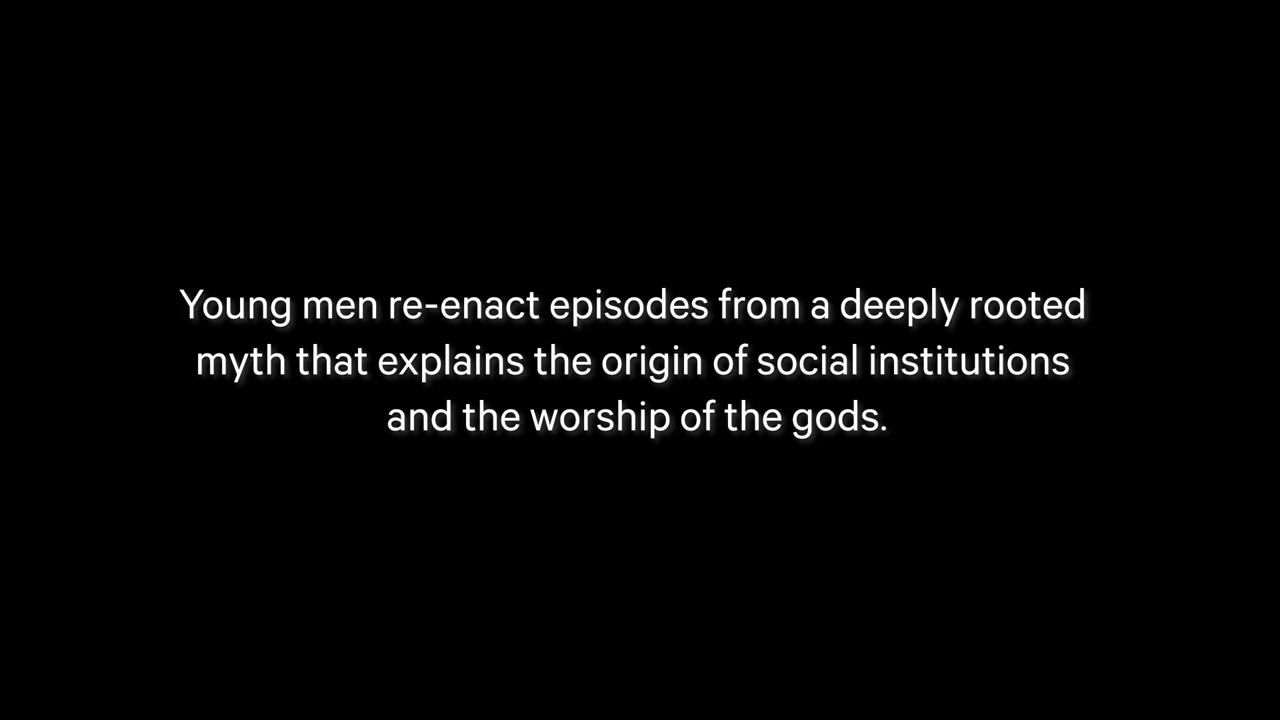 Young men re-enact episodes from a deeply rooted
myth that explains the origin of social institutions
and the worship of the gods.